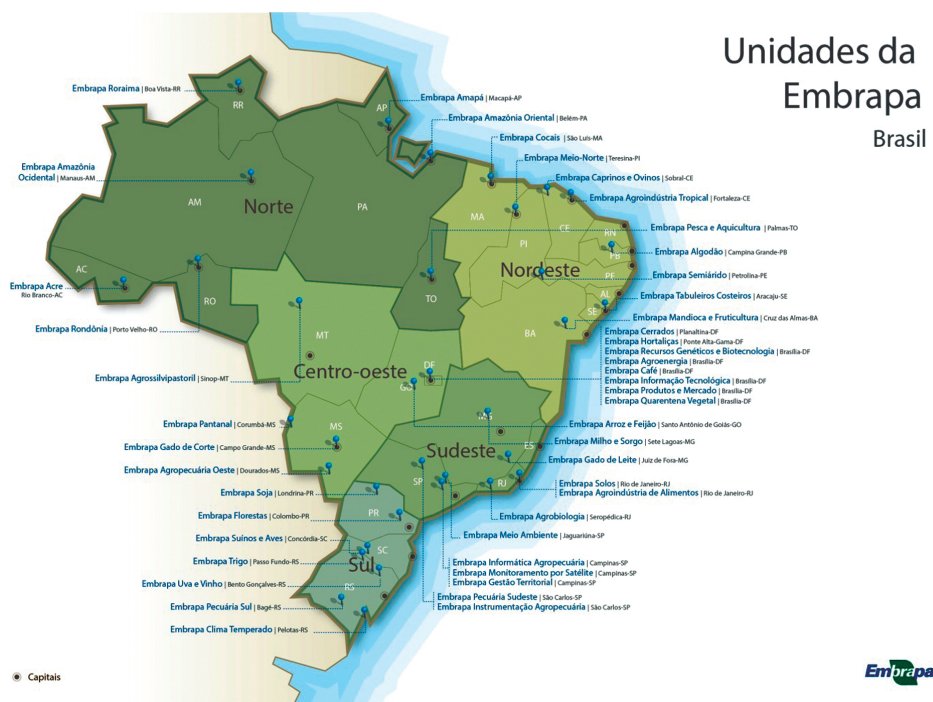 Unidades da
Embrapa
Brasil
Embrapa Roraima | Boa Vista-RR
Embrapa Amapá | Macapá-AP
Embrapa Amazônia Oriental | Belém-PA
Embrapa Cocais | São Luís-MA
Embrapa Meio-Norte | Teresina-PI
Embrapa Amazônia
Ocidental | Manaus-AM
Embrapa Caprinos e Ovinos | Sobral-CE
Embrapa Agroindústria Tropical | Fortaleza-CE
Embrapa Pesca e Aquicultura | Palmas-TO
Embrapa Algodão | Campina Grande-PB
Embrapa Semiárido | Petrolina-PE
Embrapa Acre
Rio Branco-AC
Embrapa Tabuleiros Costeiros | Aracaju-SE
Embrapa Mandioca e Fruticultura | Cruz das Almas-BA
Embrapa Rondônia | Porto Velho-RO
Embrapa Cerrados | Planaltina-DF
Embrapa Hortaliças | Ponte Alta-Gama-DF
Embrapa Recursos Genéticos e Biotecnologia | Brasília-DF
Embrapa Agroenergia | Brasília-DF
Embrapa Café | Brasília-DF
Embrapa Informação Tecnológica | Brasília-DF
Embrapa Produtos e Mercado | Brasília-DF
Embrapa Quarentena Vegetal | Brasília-DF
Embrapa Agrossilvipastoril | Sinop-MT
Embrapa Pantanal | Corumbá-MS
Embrapa Arroz e Feijão | Santo Antônio de Goiás-GO
Embrapa Gado de Corte | Campo Grande-MS
Embrapa Milho e Sorgo | Sete Lagoas-MG
Embrapa Gado de Leite | Juiz de Fora-MG
Embrapa Agropecuária Oeste | Dourados-MS
Embrapa Solos | Rio de Janeiro-RJ
Embrapa Agroindústria de Alimentos | Rio de Janeiro-RJ
Embrapa Soja | Londrina-PR
Embrapa Florestas | Colombo-PR
Embrapa Agrobiologia | Seropédica-RJ
Embrapa Meio Ambiente | Jaguariúna-SP
Embrapa Suínos e Aves | Concórdia-SC
Embrapa Trigo | Passo Fundo-RS
Embrapa Informática Agropecuária | Campinas-SP
Embrapa Monitoramento por Satélite | Campinas-SP
Embrapa Gestão Territorial | Campinas-SP
Embrapa Uva e Vinho | Bento Gonçalves-RS
Embrapa Pecuária Sudeste | São Carlos-SP
Embrapa Instrumentação Agropecuária | São Carlos-SP
Embrapa Pecuária Sul | Bagé-RS
Embrapa Clima Temperado | Pelotas-RS
RR
AP
AM
Norte
PA
MA
CE
RN
PI
PB
Nordeste
PE
AC
RO
TO
AL
SE
BA
MT
Centro-oeste
DF
GO
MG
MS
Sudeste
ES
SP
RJ
PR
SC
Sul
RS
Capitais
Embrapa